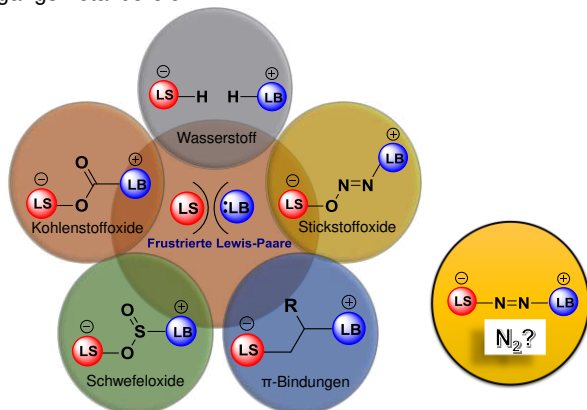 ⊖ ⊕
LS H H LB
Wasserstoff
O ⊕
⊖ LB
LS O
Kohlenstoffoxide
⊕
LB
N=N
⊖
LS O
Stickstoffoxide
LS :LB
Frustrierte Lewis-Paare
⊖ ⊕
LS N=N LB
N₂?
O ⊕
S LB
⊖
LS O
Schwefeloxide
R ⊕
LB
⊖
LS
π-Bindungen